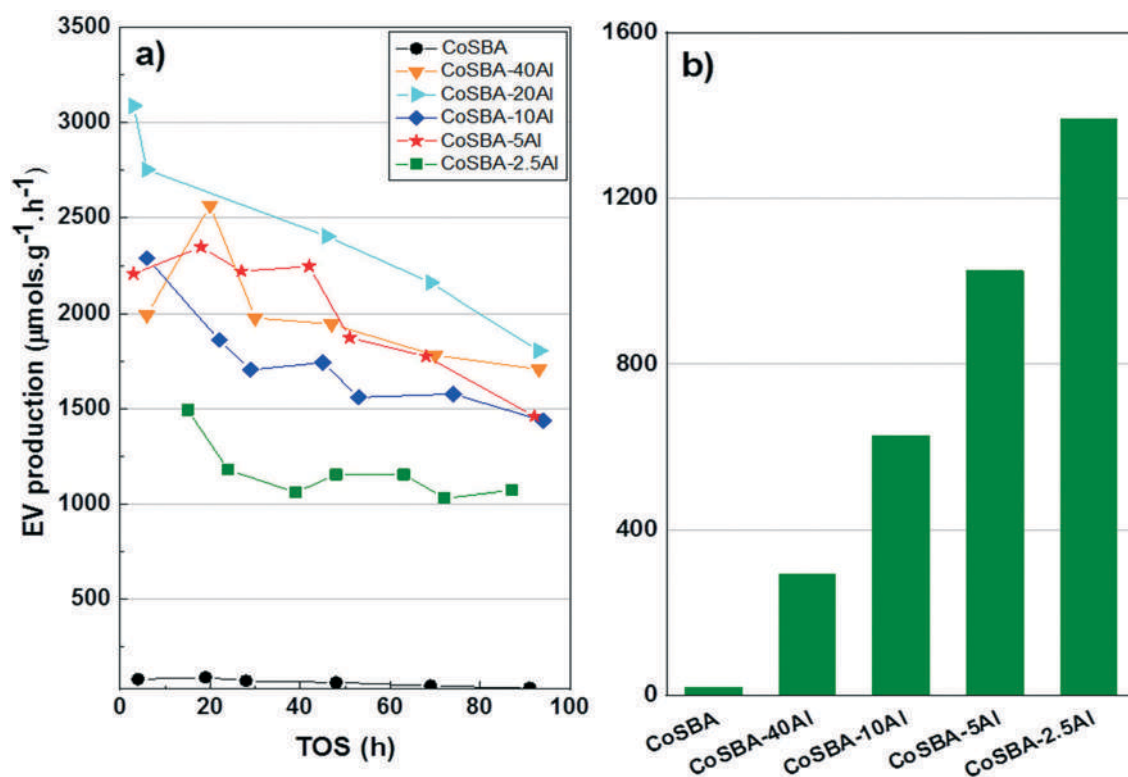 a)
CoSBA
CoSBA-40Al
CoSBA-20Al
CoSBA-10Al
CoSBA-5Al
CoSBA-2.5Al
EV production (µmols.g⁻¹.h⁻¹)
3500
3000
2500
2000
1500
1000
500
0 20 40 60 80 100
TOS (h)
b)
1600
1200
800
400
0
CoSBA
CoSBA-40Al
CoSBA-10Al
CoSBA-5Al
CoSBA-2.5Al